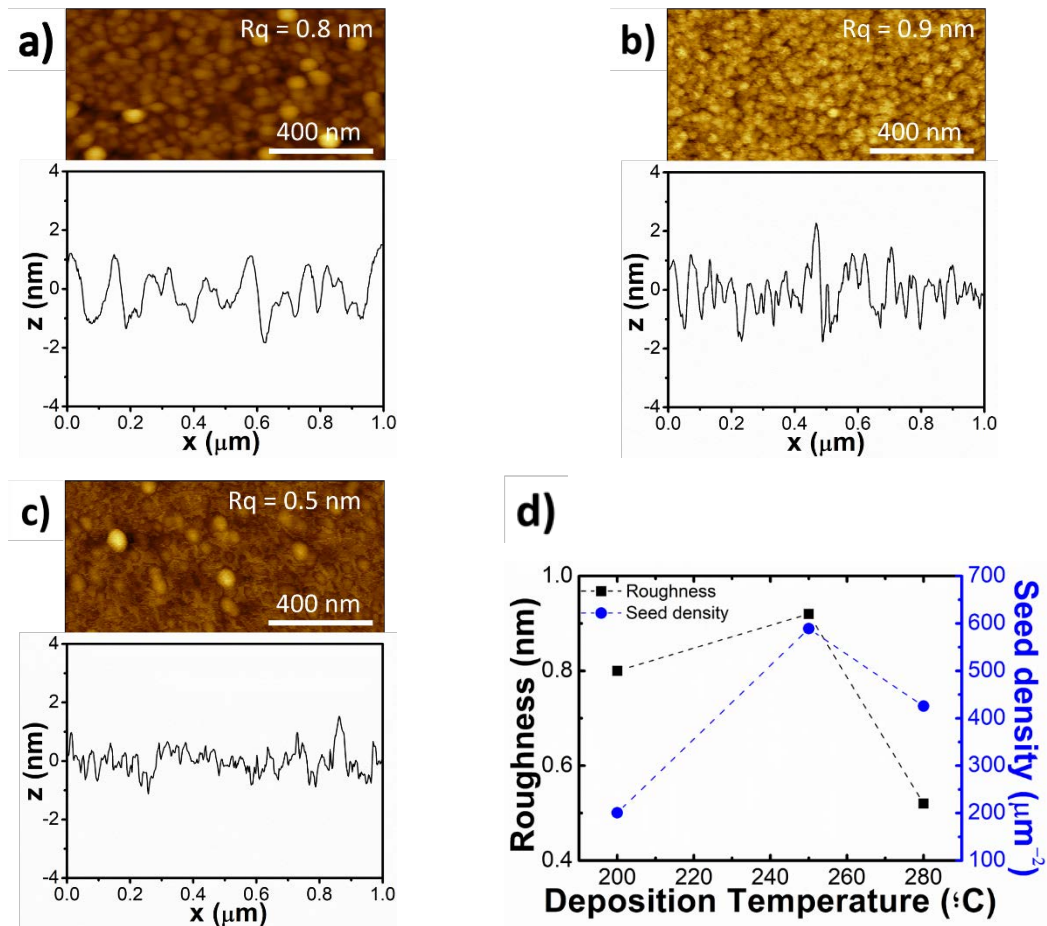 a)
Rq = 0.8 nm
400 nm
4
2
0
-2
-4
z (nm)
0.0 0.2 0.4 0.6 0.8 1.0
x (μm)
b)
Rq = 0.9 nm
400 nm
4
2
0
-2
-4
z (nm)
0.0 0.2 0.4 0.6 0.8 1.0
x (μm)
c)
Rq = 0.5 nm
400 nm
4
2
0
-2
-4
z (nm)
0.0 0.2 0.4 0.6 0.8 1.0
x (μm)
d)
Roughness
Seed density
1.0
0.8
0.6
0.4
Roughness (nm)
700
600
500
400
300
200
100
Seed density (μm⁻²)
200 220 240 260 280
Deposition Temperature (°C)